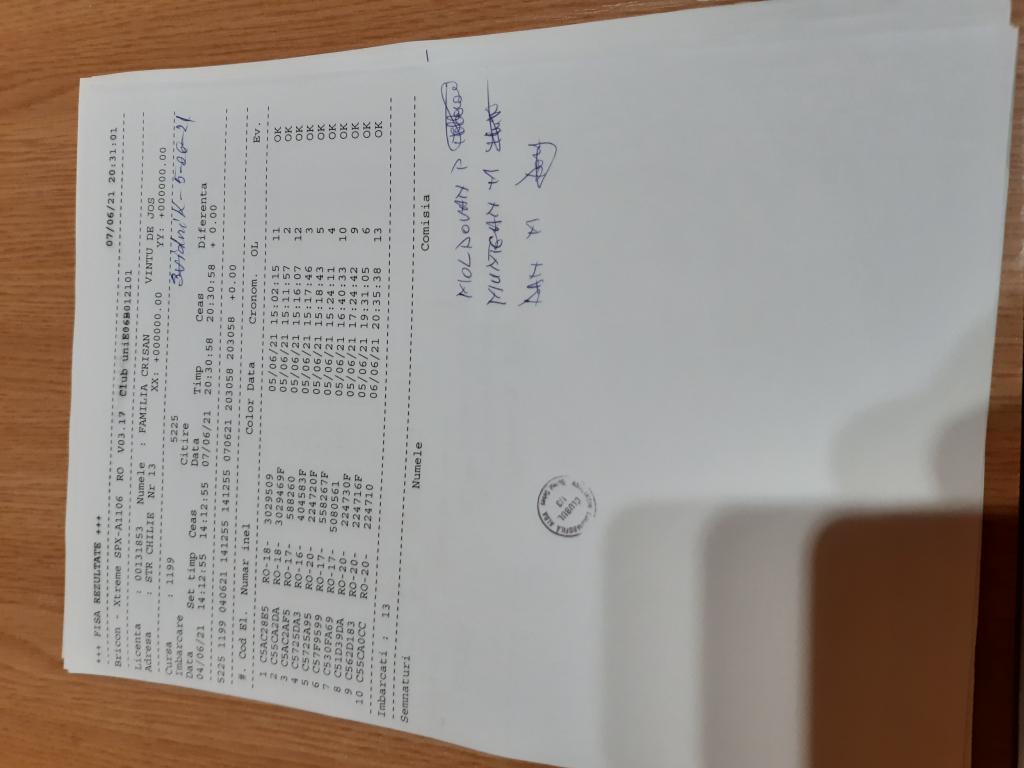 +++ FISA REZULTATE +++ 07/06/21 20:31:01
Bricon - Xtreme SPX-A1106 RO V03.17 Club uniE06B012101
Licenta : 00131853 Numele : FAMILIA CRISAN VINTU DE JOS
Adresa : STR CHILIE Nr 13 XX: +000000.00 YY: +000000.00
Cursa : 1199 5225 5-06-21
Imbarcare Citire
Data Set timp Ceas Data Timp Ceas Diferenta
04/06/21 14:12:55 14:12:55 07/06/21 20:30:58 20:30:58 + 0.00
5225 1199 040621 141255 141255 070621 203058 203058 +0.00
# Cod El. Numar inel Color Data Cronom. OL Ev.
1 C5AC28E5 RO-18- 3029509 05/06/21 15:02:15 11 OK
2 C55CA2DA RO-18- 3029469F 05/06/21 15:11:57 2 OK
3 C5AC2AF5 RO-17- 588260 05/06/21 15:16:07 12 OK
4 C5725DA3 RO-16- 404583F 05/06/21 15:17:46 3 OK
5 C5725A95 RO-20- 224720F 05/06/21 15:18:43 5 OK
6 C57F9599 RO-17- 558267F 05/06/21 15:24:11 4 OK
7 C530FA69 RO-17- 5080561 05/06/21 16:40:33 10 OK
8 C51D39DA RO-20- 224730F 05/06/21 17:24:42 9 OK
9 C562D183 RO-20- 224716F 05/06/21 19:31:05 6 OK
10 C55CA0CC RO-20- 224710 06/06/21 20:35:38 13 OK
Imbarcati : 13
Semnaturi Numele Comisia
MOLDOVAN P
MUNTEAN M
DAN M
CLUBUL